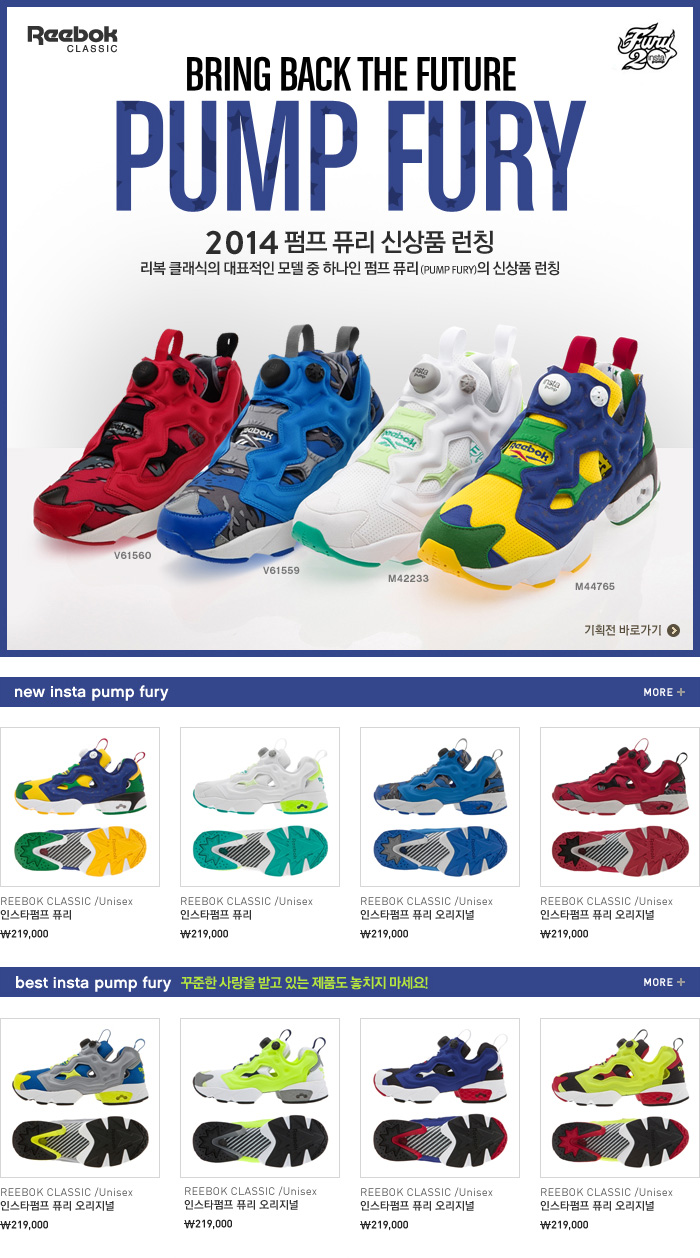 Reebok
CLASSIC
Fury
20
BRING BACK THE FUTURE
PUMP FURY
2014 펌프 퓨리 신상품 런칭
리복 클래식의 대표적인 모델 중 하나인 펌프 퓨리(PUMP FURY)의 신상품 런칭
insta
pump
insta
pump
Reebok
Reebok
Reebok
Reebok
V61560
V61559
M42233
M44765
기획전 바로가기
new insta pump fury
MORE +
REEBOK CLASSIC /Unisex
인스타펌프 퓨리
₩219,000
REEBOK CLASSIC /Unisex
인스타펌프 퓨리
₩219,000
REEBOK CLASSIC /Unisex
인스타펌프 퓨리 오리지널
₩219,000
REEBOK CLASSIC /Unisex
인스타펌프 퓨리 오리지널
₩219,000
best insta pump fury 꾸준한 사랑을 받고 있는 제품도 놓치지 마세요!
MORE +
REEBOK CLASSIC /Unisex
인스타펌프 퓨리 오리지널
₩219,000
REEBOK CLASSIC /Unisex
인스타펌프 퓨리 오리지널
₩219,000
REEBOK CLASSIC /Unisex
인스타펌프 퓨리 오리지널
₩219,000
REEBOK CLASSIC /Unisex
인스타펌프 퓨리 오리지널
₩219,000